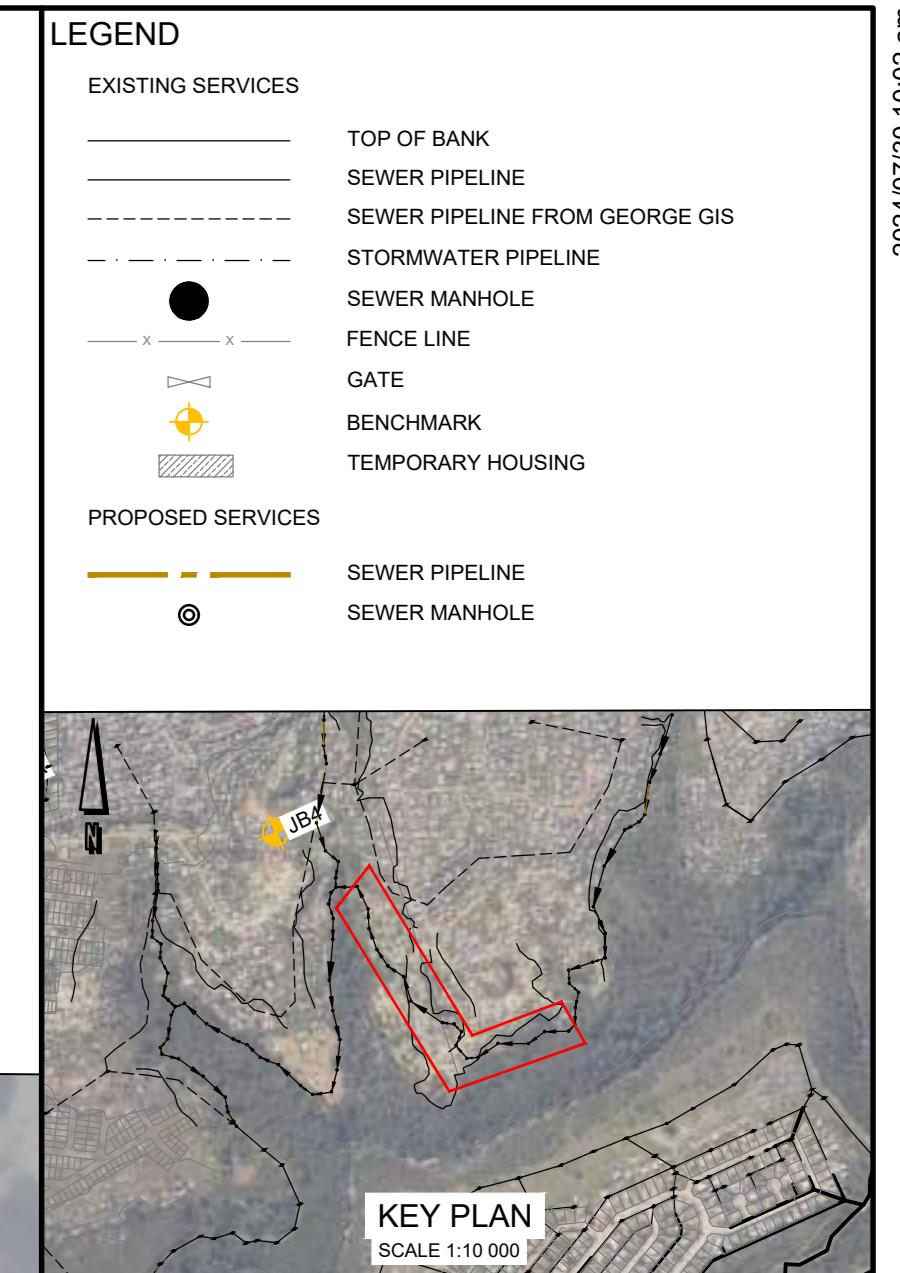 LEGEND
EXISTING SERVICES
TOP OF BANK
SEWER PIPELINE
SEWER PIPELINE FROM GEORGE GIS
STORMWATER PIPELINE
SEWER MANHOLE
x x
FENCE LINE
GATE
BENCHMARK
TEMPORARY HOUSING
PROPOSED SERVICES
SEWER PIPELINE
SEWER MANHOLE
N
JB4
KEY PLAN
SCALE 1:10 000